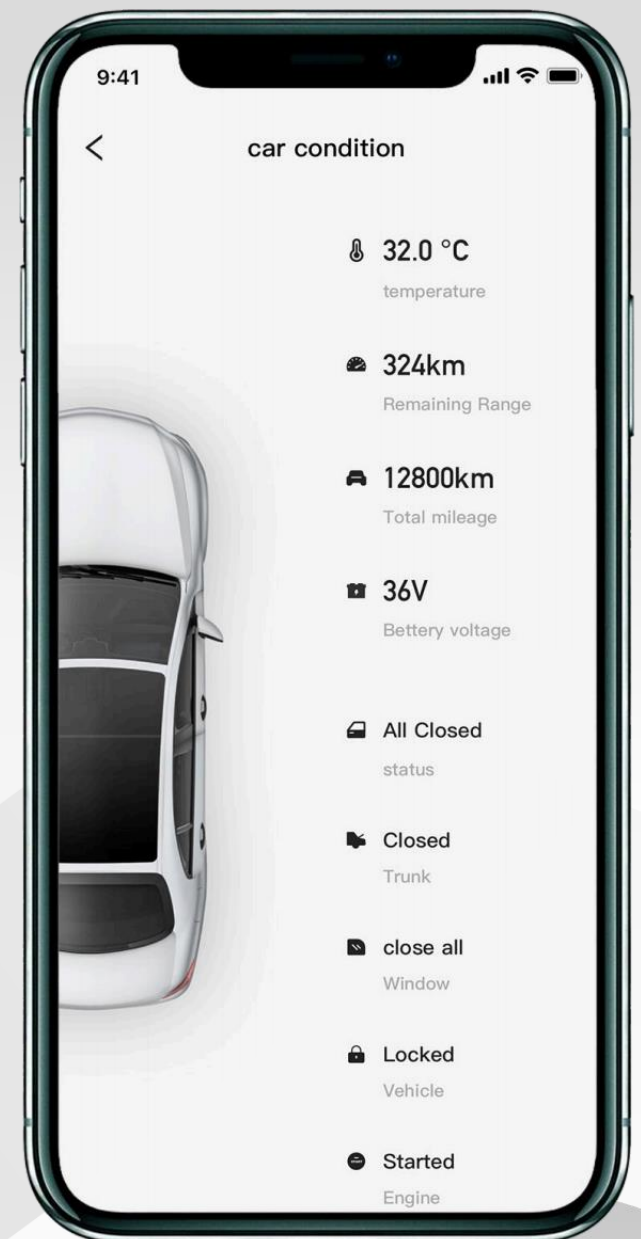 9:41
car condition
32.0 °C
temperature
324km
Remaining Range
12800km
Total mileage
36V
Bettery voltage
All Closed
status
Closed
Trunk
close all
Window
Locked
Vehicle
Started
Engine